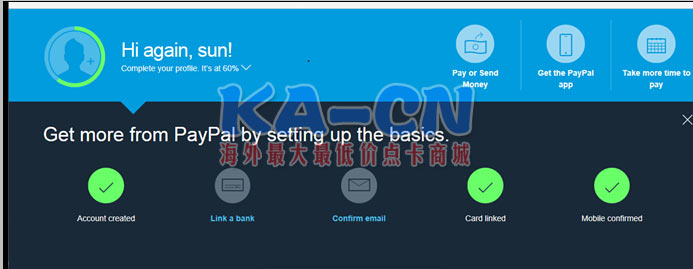 Hi again, sun!
Complete your profile. It's at 60%
Pay or Send
Money
Get the PayPal
app
Take more time to
pay
KA-CN
海外最大最低价点卡商城
Get more from PayPal by setting up the basics.
Account created
Link a bank
Confirm email
Card linked
Mobile confirmed